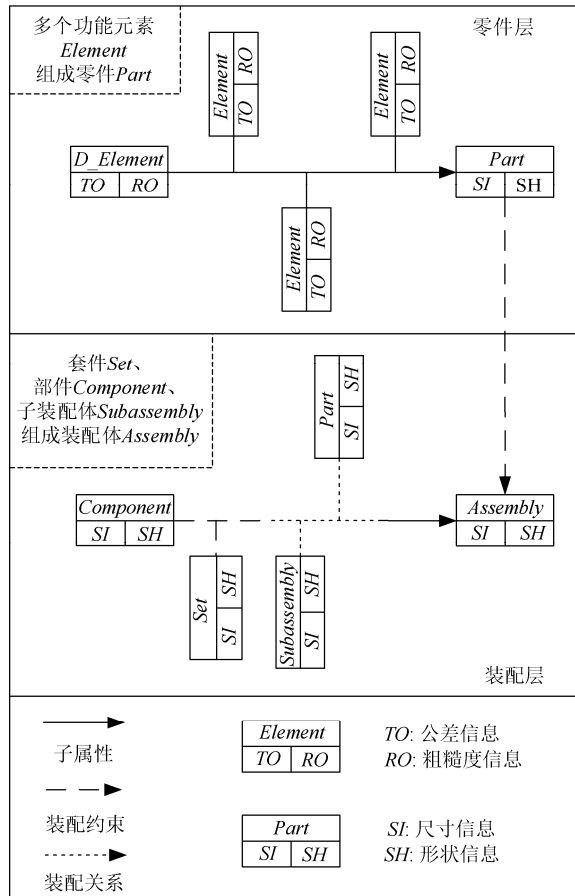 多个功能元素
Element
组成零件Part
零件层
Element
TO RO
Element
TO RO
D_Element
TO RO
Part
SI SH
Element
TO RO
套件Set、
部件Component、
子装配体Subassembly
组成装配体Assembly
Part
SI SH
Component
SI SH
Assembly
SI SH
Set
SI SH
Subassembly
SI SH
装配层
子属性
装配约束
装配关系
Element
TO RO
TO: 公差信息
RO: 粗糙度信息
Part
SI SH
SI: 尺寸信息
SH: 形状信息